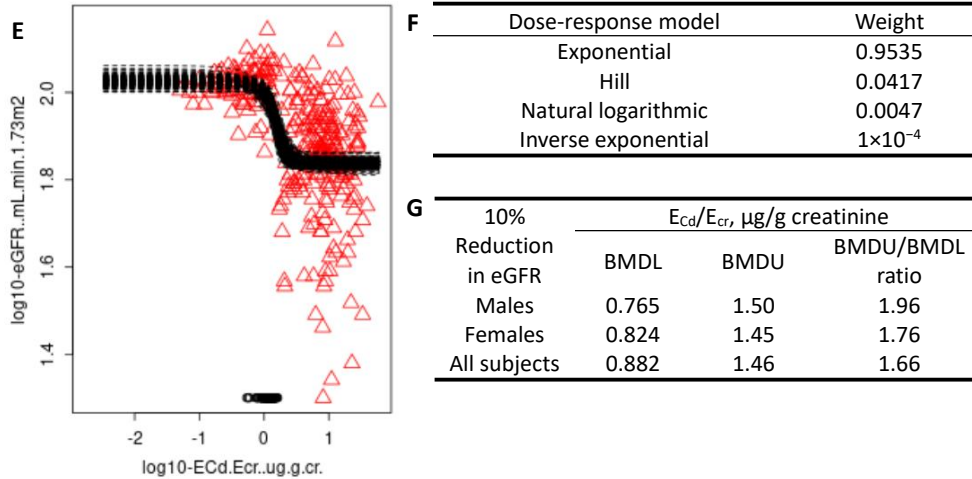 E
log10-eGFR..mL.min.1.73m2
2.0
1.8
1.6
1.4
-2
-1
0
1
log10-ECd.Ecr..ug.g.cr.
F
Dose-response model Weight
Exponential 0.9535
Hill 0.0417
Natural logarithmic 0.0047
Inverse exponential 1×10⁻⁴
G
10% Reduction in eGFR
E_Cd/E_cr, µg/g creatinine
BMDL BMDU BMDU/BMDL ratio
Males 0.765 1.50 1.96
Females 0.824 1.45 1.76
All subjects 0.882 1.46 1.66